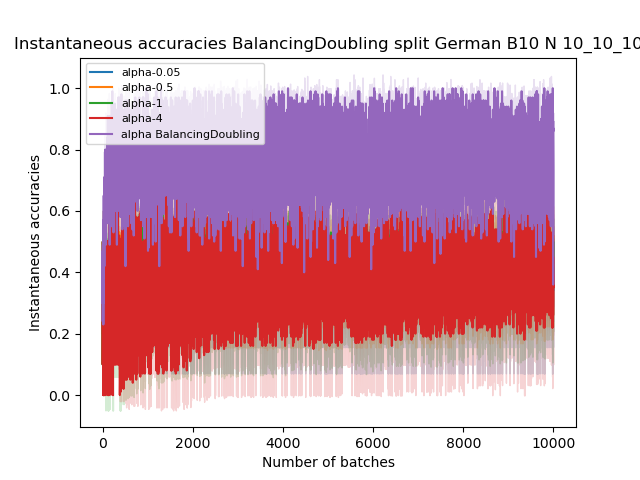 Instantaneous accuracies BalancingDoubling split German B10 N 10_10_10
alpha-0.05
alpha-0.5
alpha-1
alpha-4
alpha BalancingDoubling
1.0
0.8
0.6
0.4
0.2
0.0
Instantaneous accuracies
0 2000 4000 6000 8000 10000
Number of batches